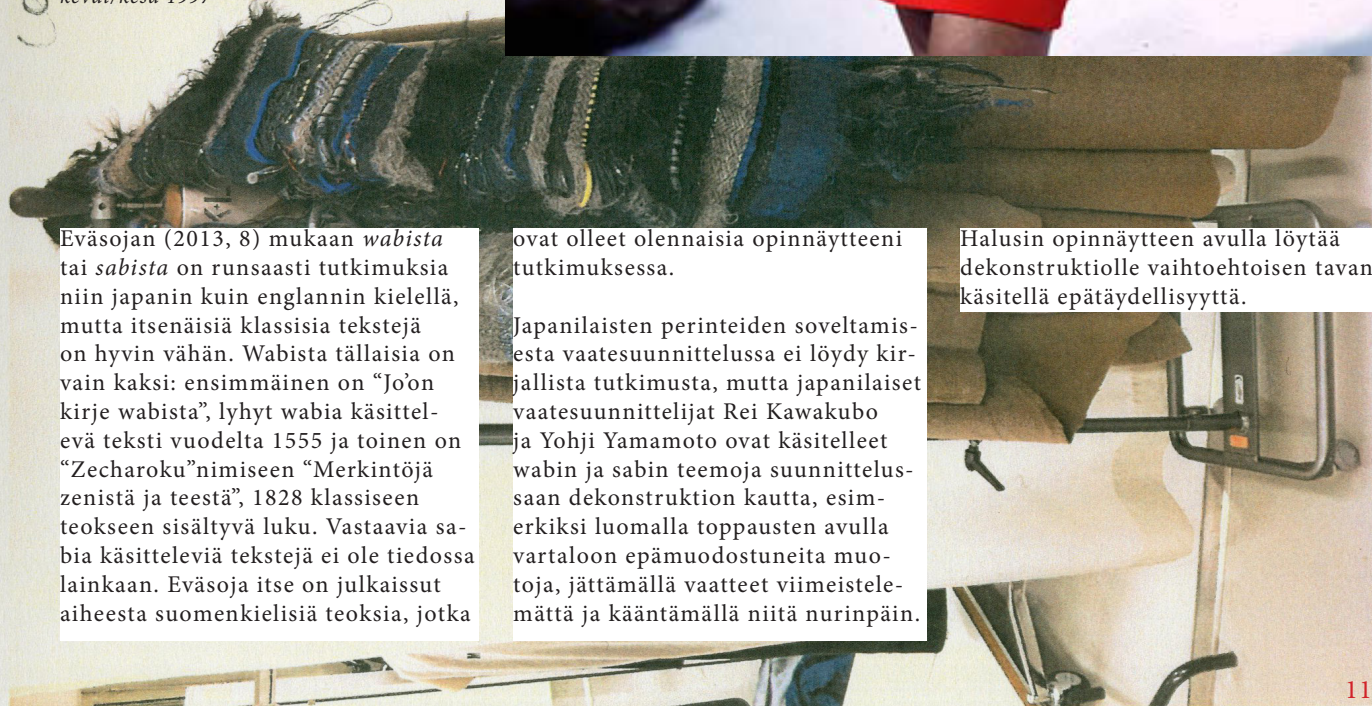 kevät/kesä 1997
Eväsojan (2013, 8) mukaan wabista
tai sabista on runsaasti tutkimuksia
niin japanin kuin englannin kielellä,
mutta itsenäisiä klassisia tekstejä
on hyvin vähän. Wabista tällaisia on
vain kaksi: ensimmäinen on “Jo’on
kirje wabista”, lyhyt wabia käsittel-
evä teksti vuodelta 1555 ja toinen on
“Zecharoku”nimiseen “Merkintöjä
zenistä ja teestä”, 1828 klassiseen
teokseen sisältyvä luku. Vastaavia sa-
bia käsitteleviä tekstejä ei ole tiedossa
lainkaan. Eväsoja itse on julkaissut
aiheesta suomenkielisiä teoksia, jotka
ovat olleet olennaisia opinnäytteeni
tutkimuksessa.
Japanilaisten perinteiden soveltamis-
esta vaatesuunnittelussa ei löydy kir-
jallista tutkimusta, mutta japanilaiset
vaatesuunnittelijat Rei Kawakubo
ja Yohji Yamamoto ovat käsitelleet
wabin ja sabin teemoja suunnittelus-
saan dekonstruktion kautta, esim-
erkiksi luomalla toppausten avulla
vartaloon epämuodostuneita muo-
toja, jättämällä vaatteet viimeistele-
mättä ja kääntämällä niitä nurinpäin.
Halusin opinnäytteen avulla löytää
dekonstruktiolle vaihtoehtoisen tavan
käsitellä epätäydellisyyttä.
11